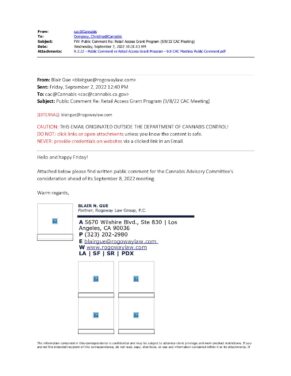 From: cac@Cannabis
To: Dempsey, Christina@Cannabis
Subject: FW: Public Comment Re: Retail Access Grant Program (9/8/22 CAC Meeting)
Date: Wednesday, September 7, 2022
Attachments: Public Comment re Retail Access Grant Program - 9.8 CAC Meeting Public Comment.pdf
From: Blair Gue <blairgue@rogowaylaw.com>
Sent: Friday, September 2, 2022 12:40 PM
To: cac@Cannabis <cac@cannabis.ca.gov>
Subject: Public Comment Re: Retail Access Grant Program (9/8/22 CAC Meeting)
[EXTERNAL] blairgue@rogowaylaw.com
CAUTION: THIS EMAIL ORIGINATED OUTSIDE THE DEPARTMENT OF CANNABIS CONTROL!
DO NOT: click links or open attachments unless you know the content is safe.
NEVER: provide credentials on websites via a clicked link in an Email.
Hello and happy Friday!
Attached below please find written public comment for the Cannabis Advisory Committee's
consideration ahead of its September 8, 2022 meeting.
Warm regards,
BLAIR N. GUE
Partner, Rogoway Law Group, P.C.
A 5670 Wilshire Blvd., Ste 830 | Los
Angeles, CA 90036
P (323) 202-2980
E blairgue@rogowaylaw.com
W www.rogowaylaw.com
LA | SF | SR | PDX
The information contained in this correspondence is confidential and may be subject to attorney-client privilege and work product restrictions. If you
are not the intended recipient of this correspondence, do not read, copy, distribute, or use any information contained within it or its attachments. If